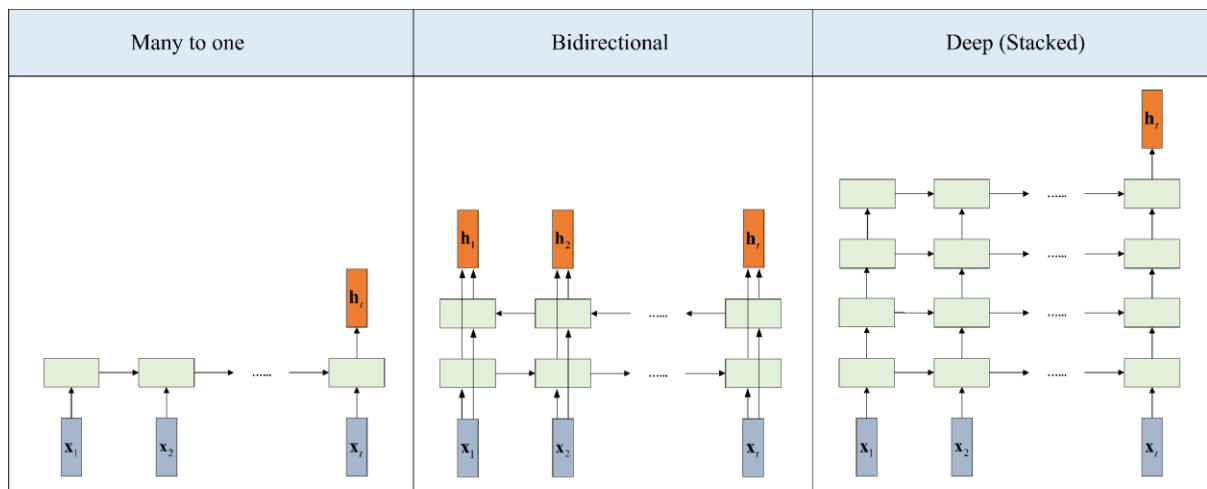 Many to one
Bidirectional
Deep (Stacked)
h_t
......
x_1
x_2
x_t
h_1
h_2
h_t
......
......
x_1
x_2
x_t
h_t
......
......
......
......
x_1
x_2
x_t